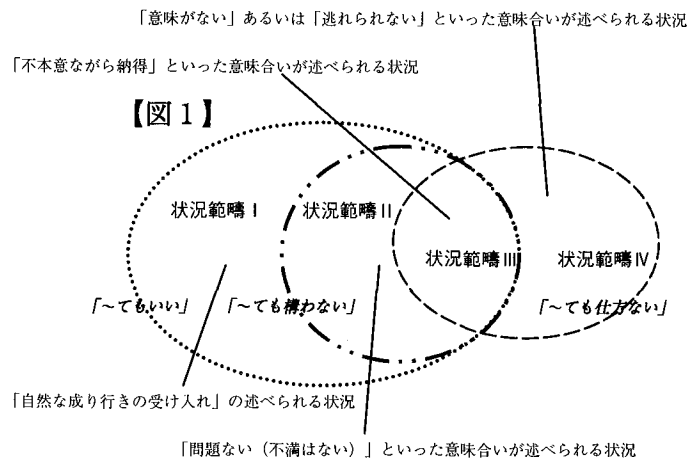 「意味がない」あるいは「逃れられない」といった意味合いが述べられる状況
「不本意ながら納得」といった意味合いが述べられる状況
【図1】
状況範疇Ⅰ
状況範疇Ⅱ
状況範疇Ⅲ
状況範疇Ⅳ
「〜てもいい」
「〜ても構わない」
「〜ても仕方ない」
「自然な成り行きの受け入れ」の述べられる状況
「問題ない（不満はない）」といった意味合いが述べられる状況